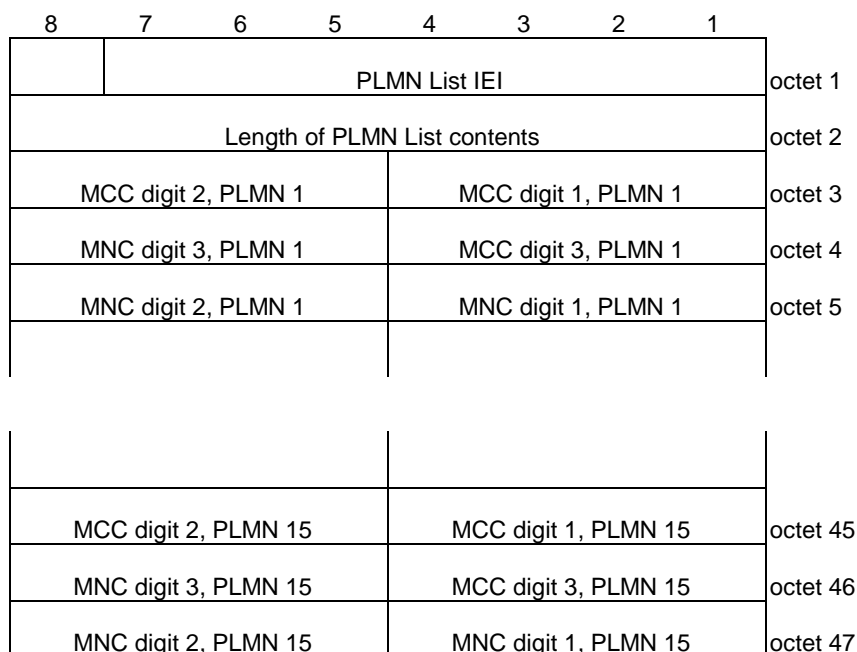 8 7 6 5 4 3 2 1
PLMN List IEI octet 1
Length of PLMN List contents octet 2
MCC digit 2, PLMN 1 MCC digit 1, PLMN 1 octet 3
MNC digit 3, PLMN 1 MCC digit 3, PLMN 1 octet 4
MNC digit 2, PLMN 1 MNC digit 1, PLMN 1 octet 5
MCC digit 2, PLMN 15 MCC digit 1, PLMN 15 octet 45
MNC digit 3, PLMN 15 MCC digit 3, PLMN 15 octet 46
MNC digit 2, PLMN 15 MNC digit 1, PLMN 15 octet 47